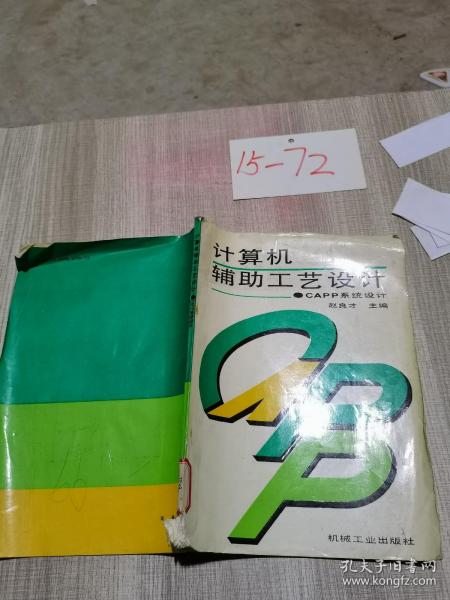 15-72
计算机
辅助工艺设计
●CAPP系统设计
赵良才 主编
CAPP
机械工业出版社
孔夫子旧书网
www.kongfz.com